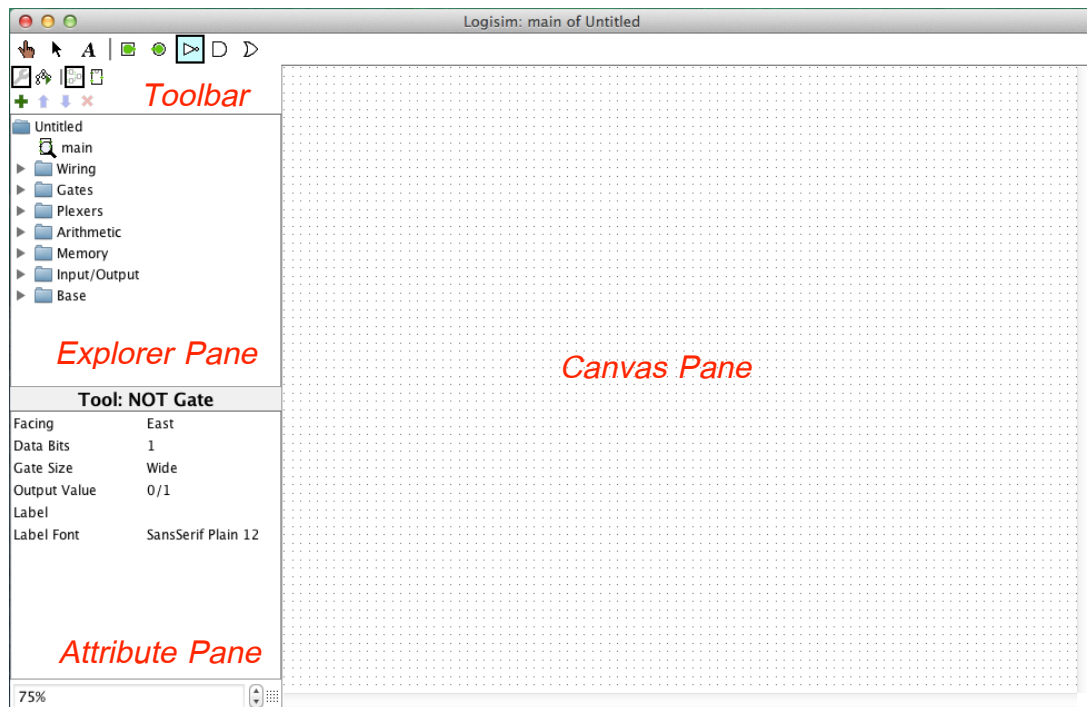 Logisim: main of Untitled
A
Toolbar
Untitled
main
Wiring
Gates
Plexers
Arithmetic
Memory
Input/Output
Base
Explorer Pane
Canvas Pane
Tool: NOT Gate
Facing East
Data Bits 1
Gate Size Wide
Output Value 0/1
Label
Label Font SansSerif Plain 12
Attribute Pane
75%